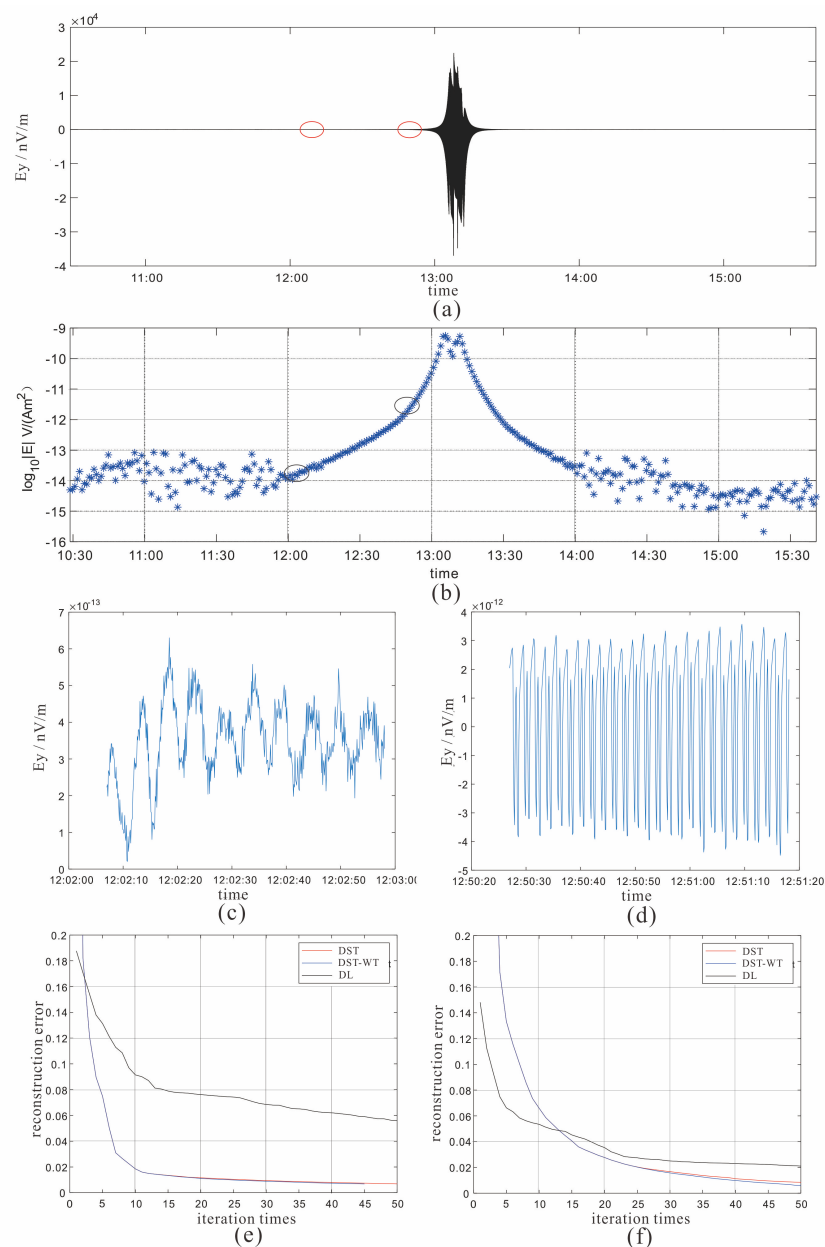 ×10⁴
3
2
1
0
-1
-2
-3
-4
Ey / nV/m
11:00 12:00 13:00 14:00 15:00
time
(a)
-9
-10
-11
-12
-13
-14
-15
-16
log₁₀|E| V/(Am²)
10:30 11:00 11:30 12:00 12:30 13:00 13:30 14:00 14:30 15:00 15:30
time
(b)
×10⁻¹³
7
6
5
4
3
2
1
0
Ey / nV/m
12:02:00 12:02:10 12:02:20 12:02:30 12:02:40 12:02:50 12:03:00
time
(c)
×10⁻¹²
4
3
2
1
0
-1
-2
-3
-4
-5
Ey / nV/m
12:50:20 12:50:30 12:50:40 12:50:50 12:51:00 12:51:10 12:51:20
time
(d)
0.2
0.18
0.16
0.14
0.12
0.1
0.08
0.06
0.04
0.02
0
reconstruction error
DST
DST-WT
DL
0 5 10 15 20 25 30 35 40 45 50
iteration times
(e)
0.2
0.18
0.16
0.14
0.12
0.1
0.08
0.06
0.04
0.02
0
reconstruction error
DST
DST-WT
DL
0 5 10 15 20 25 30 35 40 45 50
iteration times
(f)